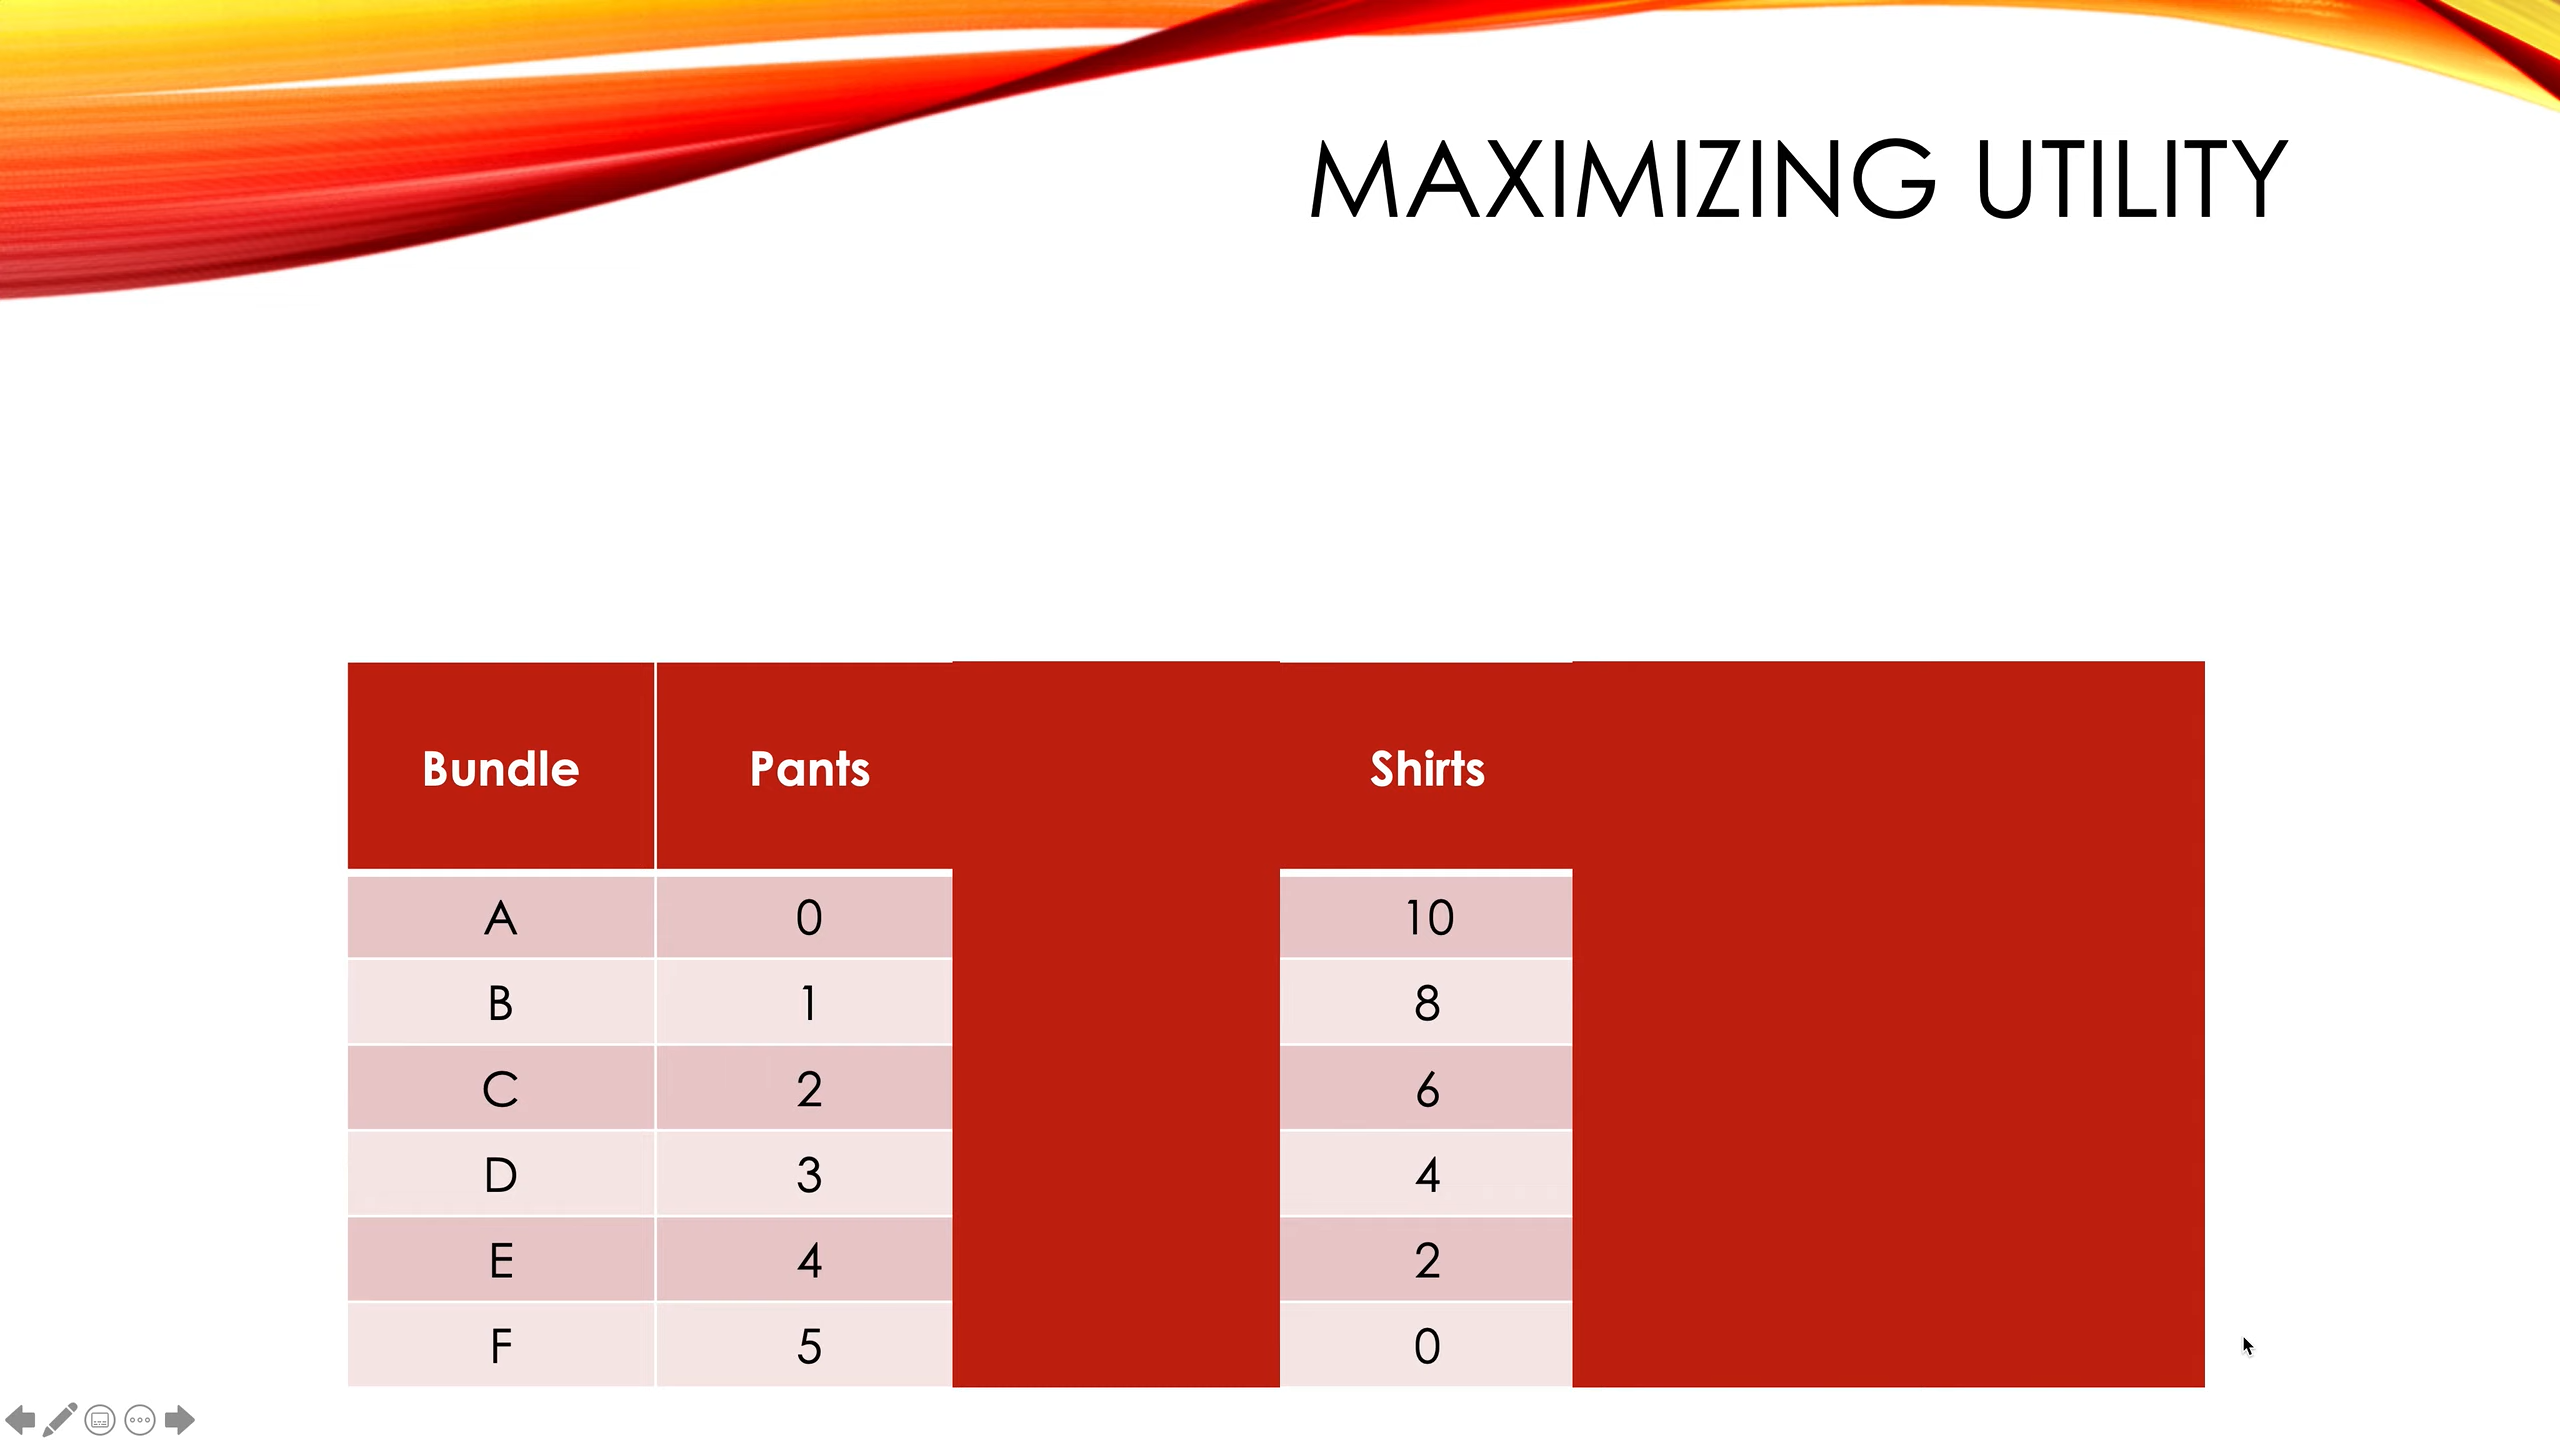 MAXIMIZING UTILITY
Bundle Pants Shirts
A 0 10
B 1 8
C 2 6
D 3 4
E 4 2
F 5 0